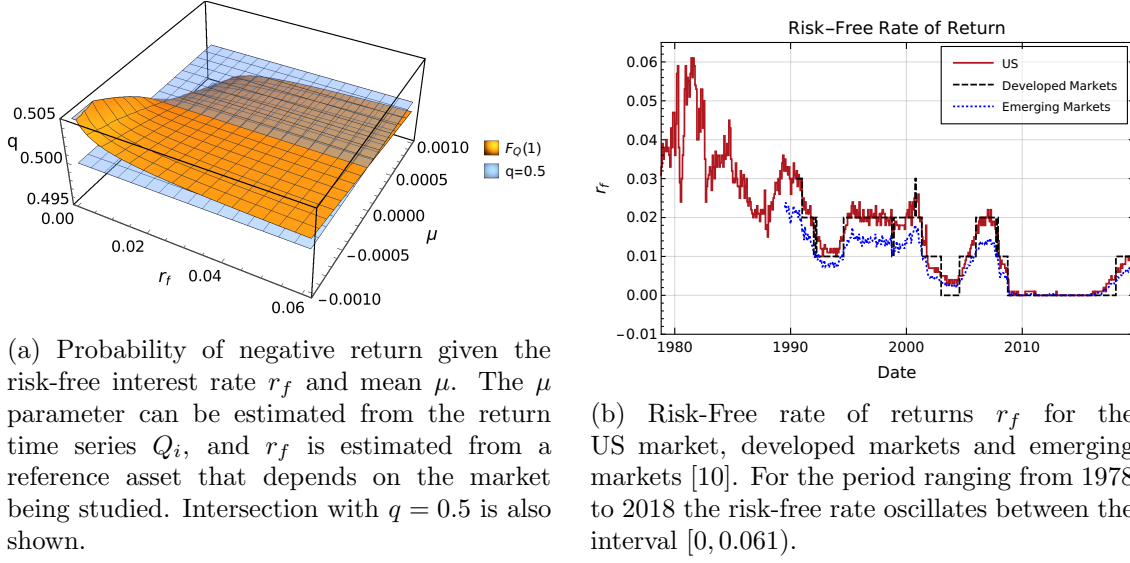 0.505
q
0.500
0.495
0.00
0.02
r_f
0.04
0.06
0.0010
0.0005
0.0000
μ
−0.0005
−0.0010
F_Q(1)
q=0.5
(a) Probability of negative return given the
risk-free interest rate r_f and mean μ. The μ
parameter can be estimated from the return
time series Q_i, and r_f is estimated from a
reference asset that depends on the market
being studied. Intersection with q = 0.5 is also
shown.
Risk−Free Rate of Return
US
Developed Markets
Emerging Markets
0.06
0.05
0.04
0.03
0.02
0.01
0.00
−0.01
r_f
1980
1990
2000
2010
Date
(b) Risk-Free rate of returns r_f for the
US market, developed markets and emerging
markets [10]. For the period ranging from 1978
to 2018 the risk-free rate oscillates between the
interval [0, 0.061).